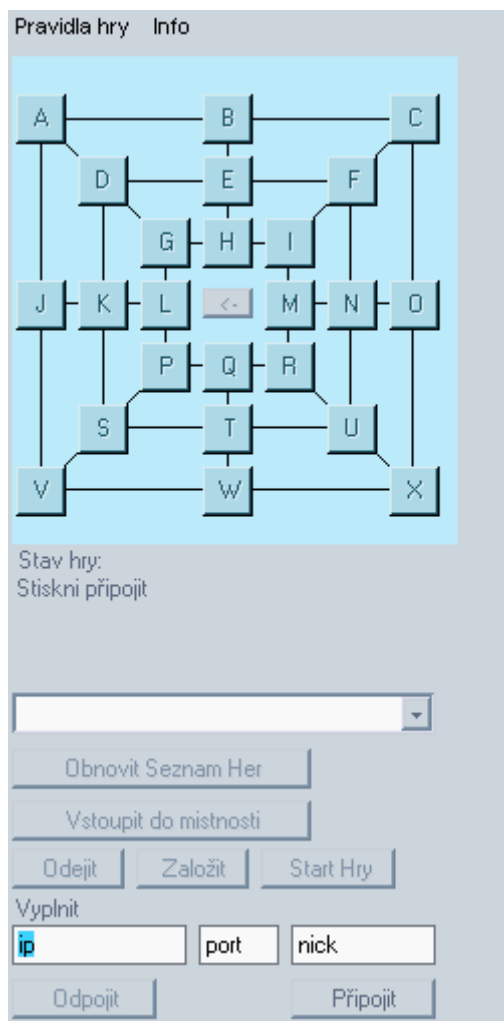 Pravidla hry Info
A B C
D E F
G H I
J K L <- M N O
P Q R
S T U
V W X
Stav hry:
Stiskni připojit
Obnovit Seznam Her
Vstoupit do mistnosti
Odejit Založit Start Hry
Vyplnit
ip port nick
Odpojit Připojit